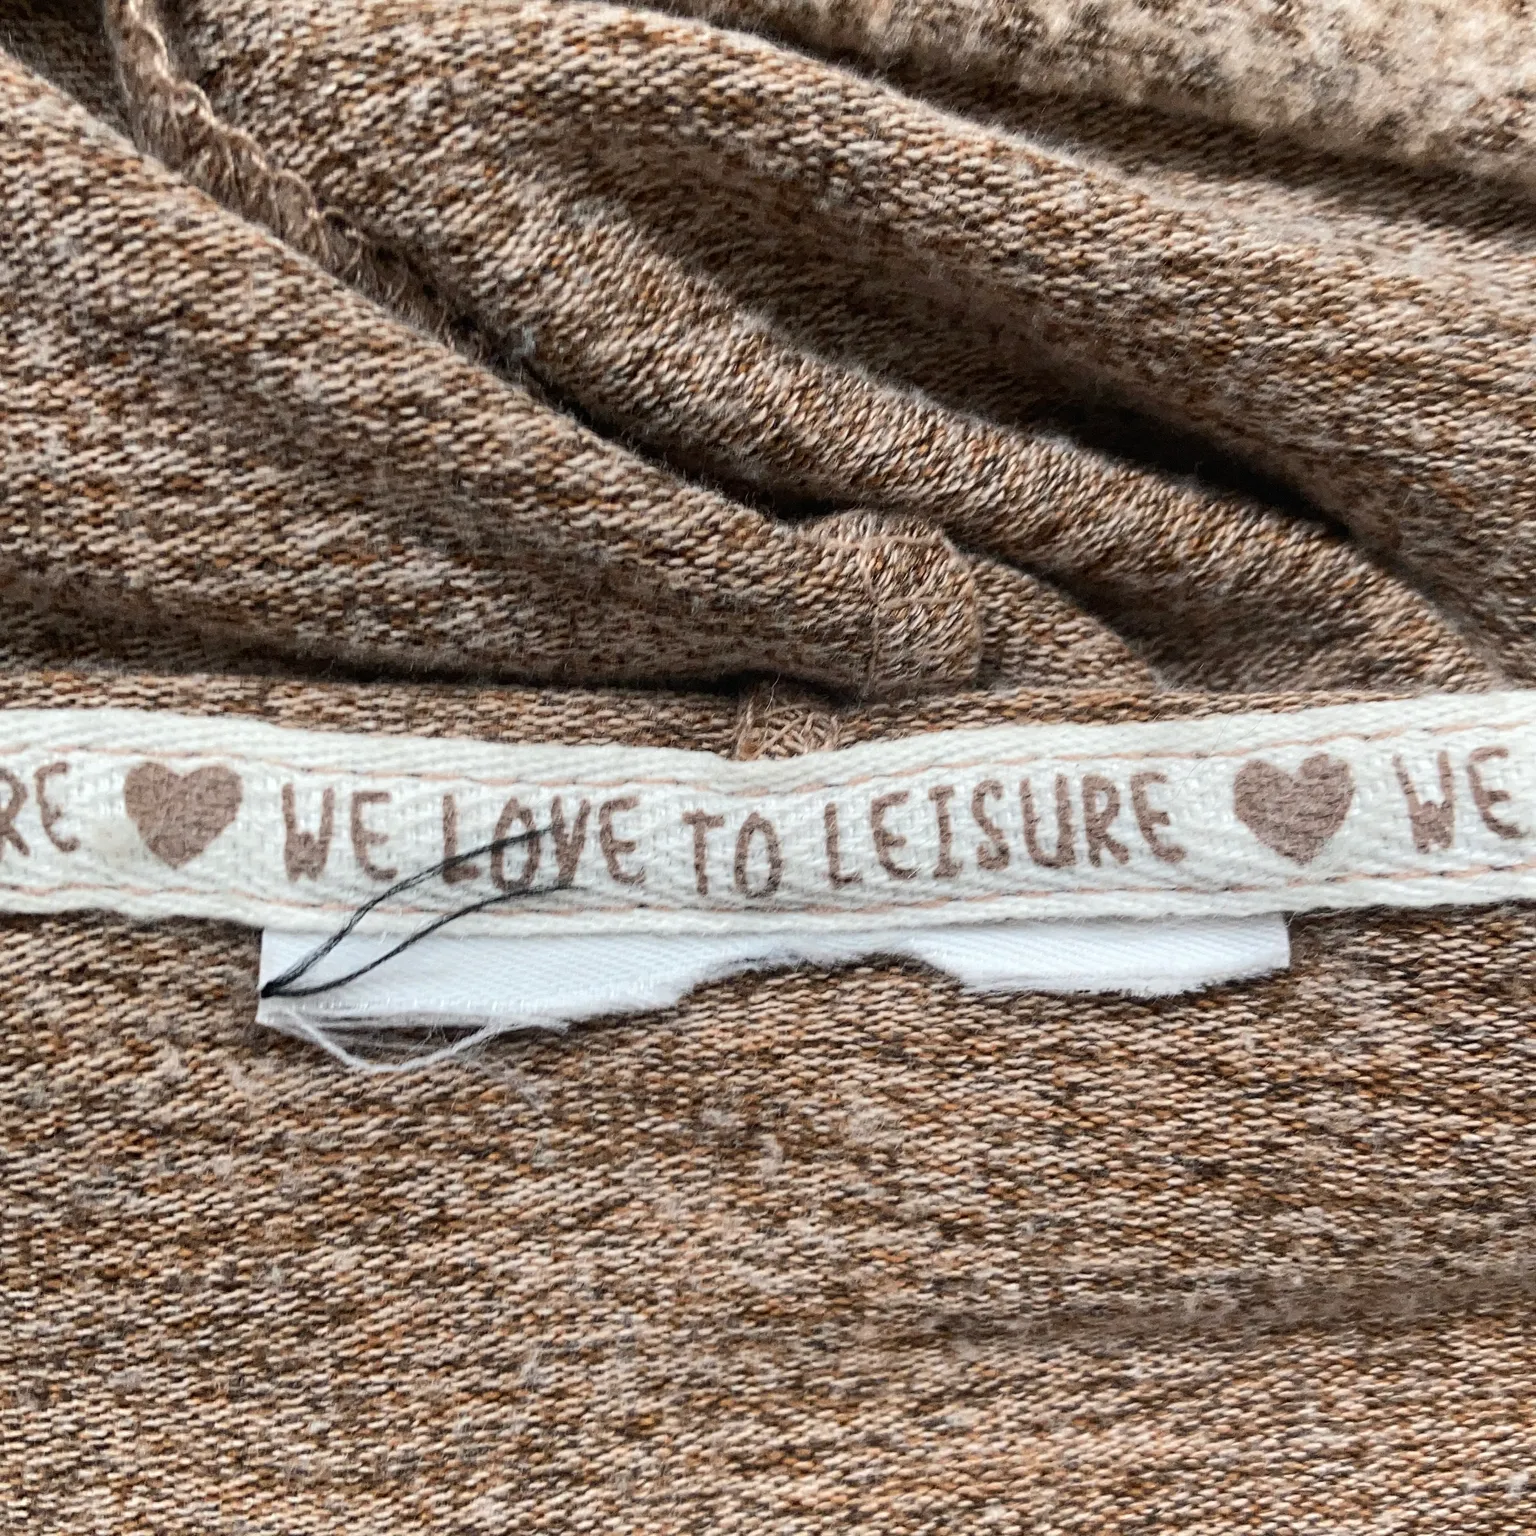 RE ♥ WE LOVE TO LEISURE ♥ WE